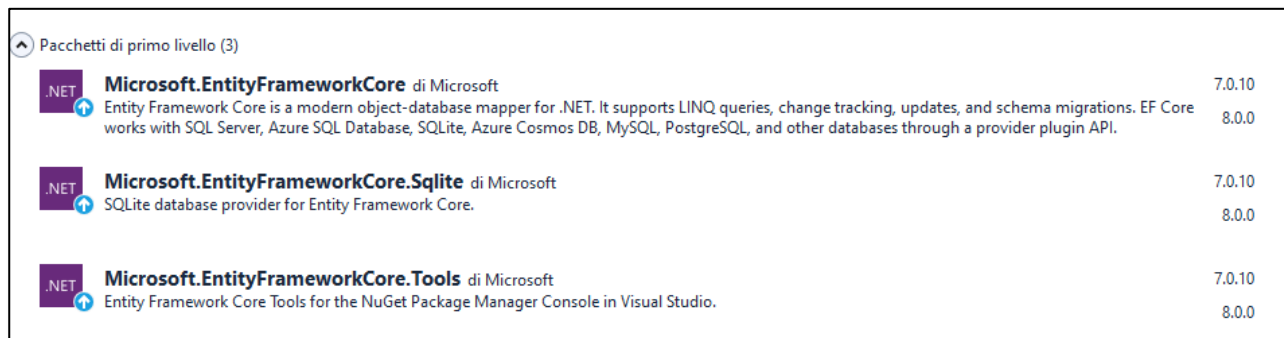 Pacchetti di primo livello (3)
.NET
Microsoft.EntityFrameworkCore di Microsoft
7.0.10
Entity Framework Core is a modern object-database mapper for .NET. It supports LINQ queries, change tracking, updates, and schema migrations. EF Core
works with SQL Server, Azure SQL Database, SQLite, Azure Cosmos DB, MySQL, PostgreSQL, and other databases through a provider plugin API.
8.0.0
.NET
Microsoft.EntityFrameworkCore.Sqlite di Microsoft
7.0.10
SQLite database provider for Entity Framework Core.
8.0.0
.NET
Microsoft.EntityFrameworkCore.Tools di Microsoft
7.0.10
Entity Framework Core Tools for the NuGet Package Manager Console in Visual Studio.
8.0.0